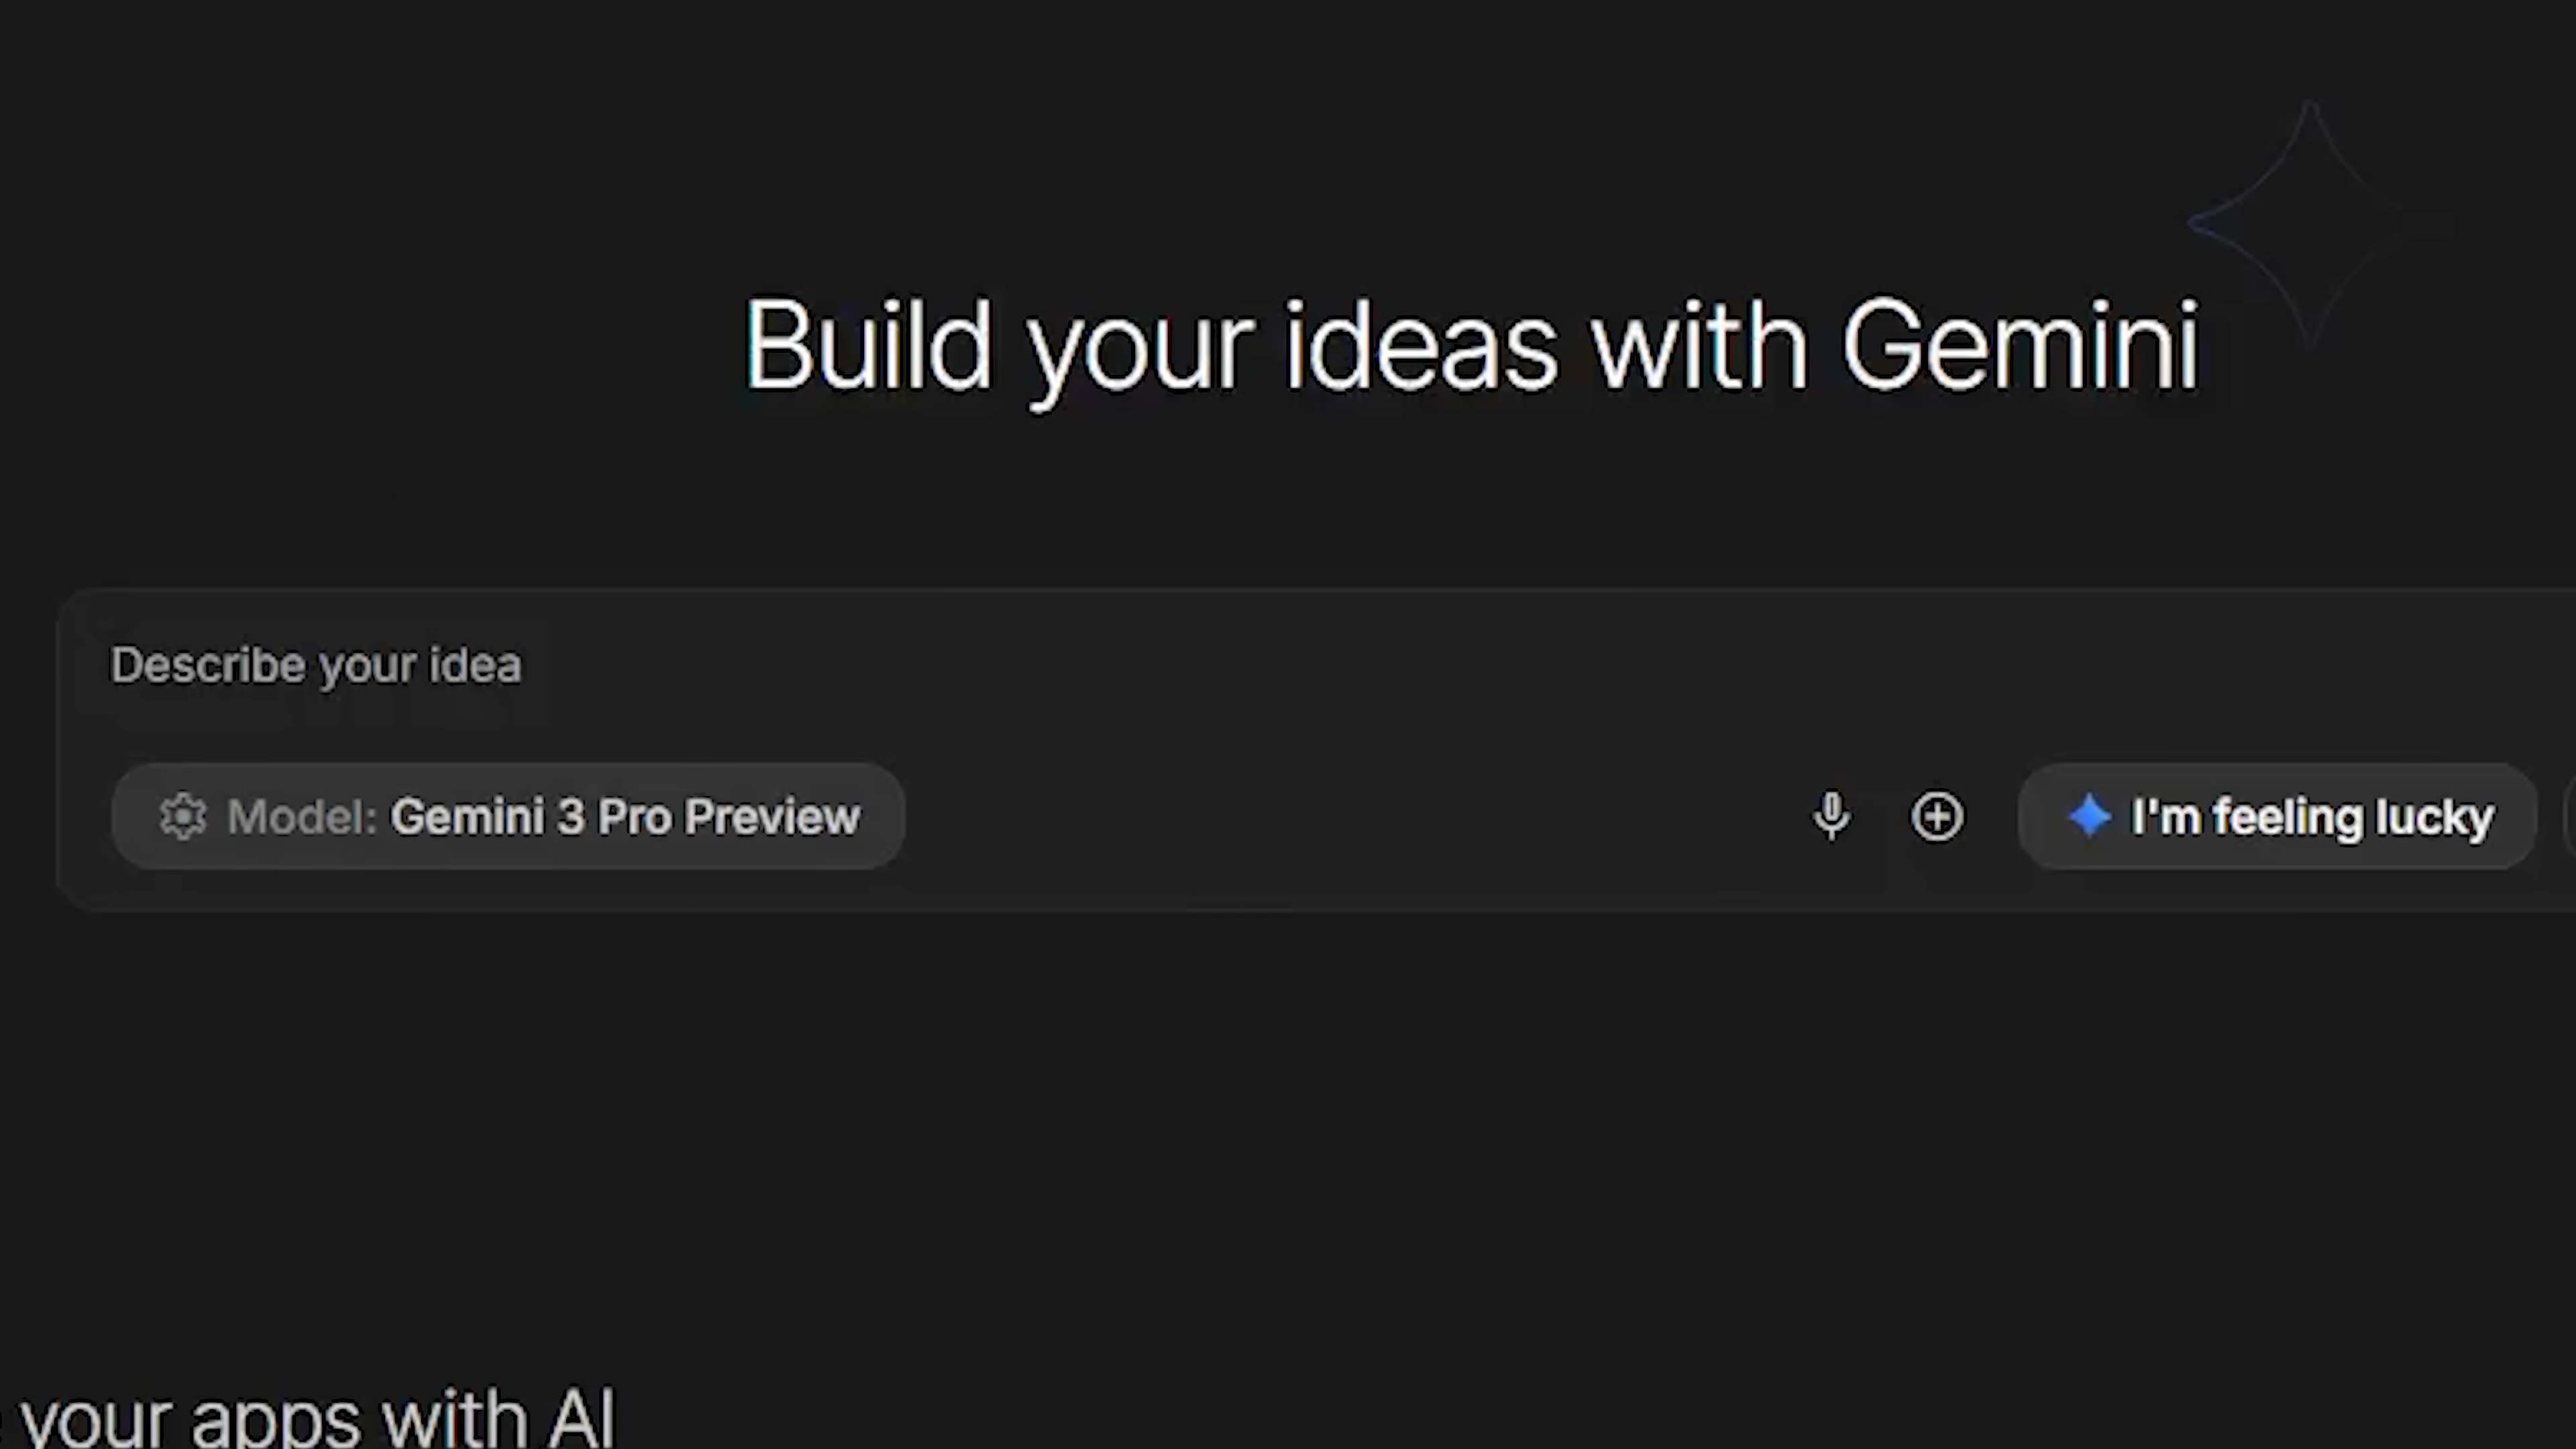 Build your ideas with Gemini
Describe your idea
Model: Gemini 3 Pro Preview
I'm feeling lucky
your apps with AI